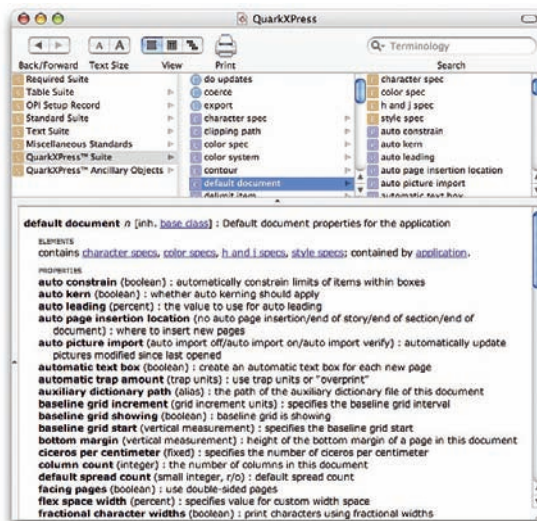 QuarkXPress
A A
Q- Terminology
Back/Forward Text Size View Print Search
Required Suite
Table Suite
OPI Setup Record
Standard Suite
Text Suite
Miscellaneous Standards
QuarkXPress™ Suite
QuarkXPress™ Ancillary Objects
do updates
coerce
export
character spec
clipping path
color spec
color system
contour
default document
delimit item
character spec
color spec
h and j spec
style spec
auto constrain
auto kern
auto leading
auto page insertion location
auto picture import
automatic text box
default document n [inh. base class] : Default document properties for the application
ELEMENTS
contains character specs, color specs, h and j specs, style specs; contained by application.
PROPERTIES
auto constrain (boolean) : automatically constrain limits of items within boxes
auto kern (boolean) : whether auto kerning should apply
auto leading (percent) : the value to use for auto leading
auto page insertion location (no auto page insertion/end of story/end of section/end of
document) : where to insert new pages
auto picture import (auto import off/auto import on/auto import verify) : automatically update
pictures modified since last opened
automatic text box (boolean) : create an automatic text box for each new page
automatic trap amount (trap units) : use trap units or "overprint"
auxiliary dictionary path (alias) : the path of the auxiliary dictionary file of this document
baseline grid increment (grid increment units) : specifies the baseline grid interval
baseline grid showing (boolean) : baseline grid is showing
baseline grid start (vertical measurement) : specifies the baseline grid start
bottom margin (vertical measurement) : height of the bottom margin of a page in this document
ciceros per centimeter (fixed) : specifies the number of ciceros per centimeter
column count (integer) : the number of columns in this document
default spread count (small integer, r/o) : default spread count
facing pages (boolean) : use double-sided pages
flex space width (percent) : specifies value for custom width space
fractional character widths (boolean) : print characters using fractional widths